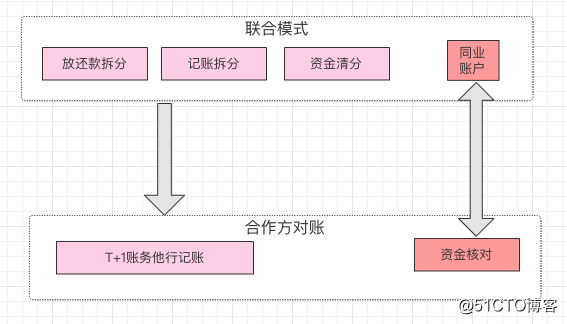 联合模式
放还款拆分
记账拆分
资金清分
同业
账户
合作方对账
T+1账务他行记账
资金核对
@51CTO博客